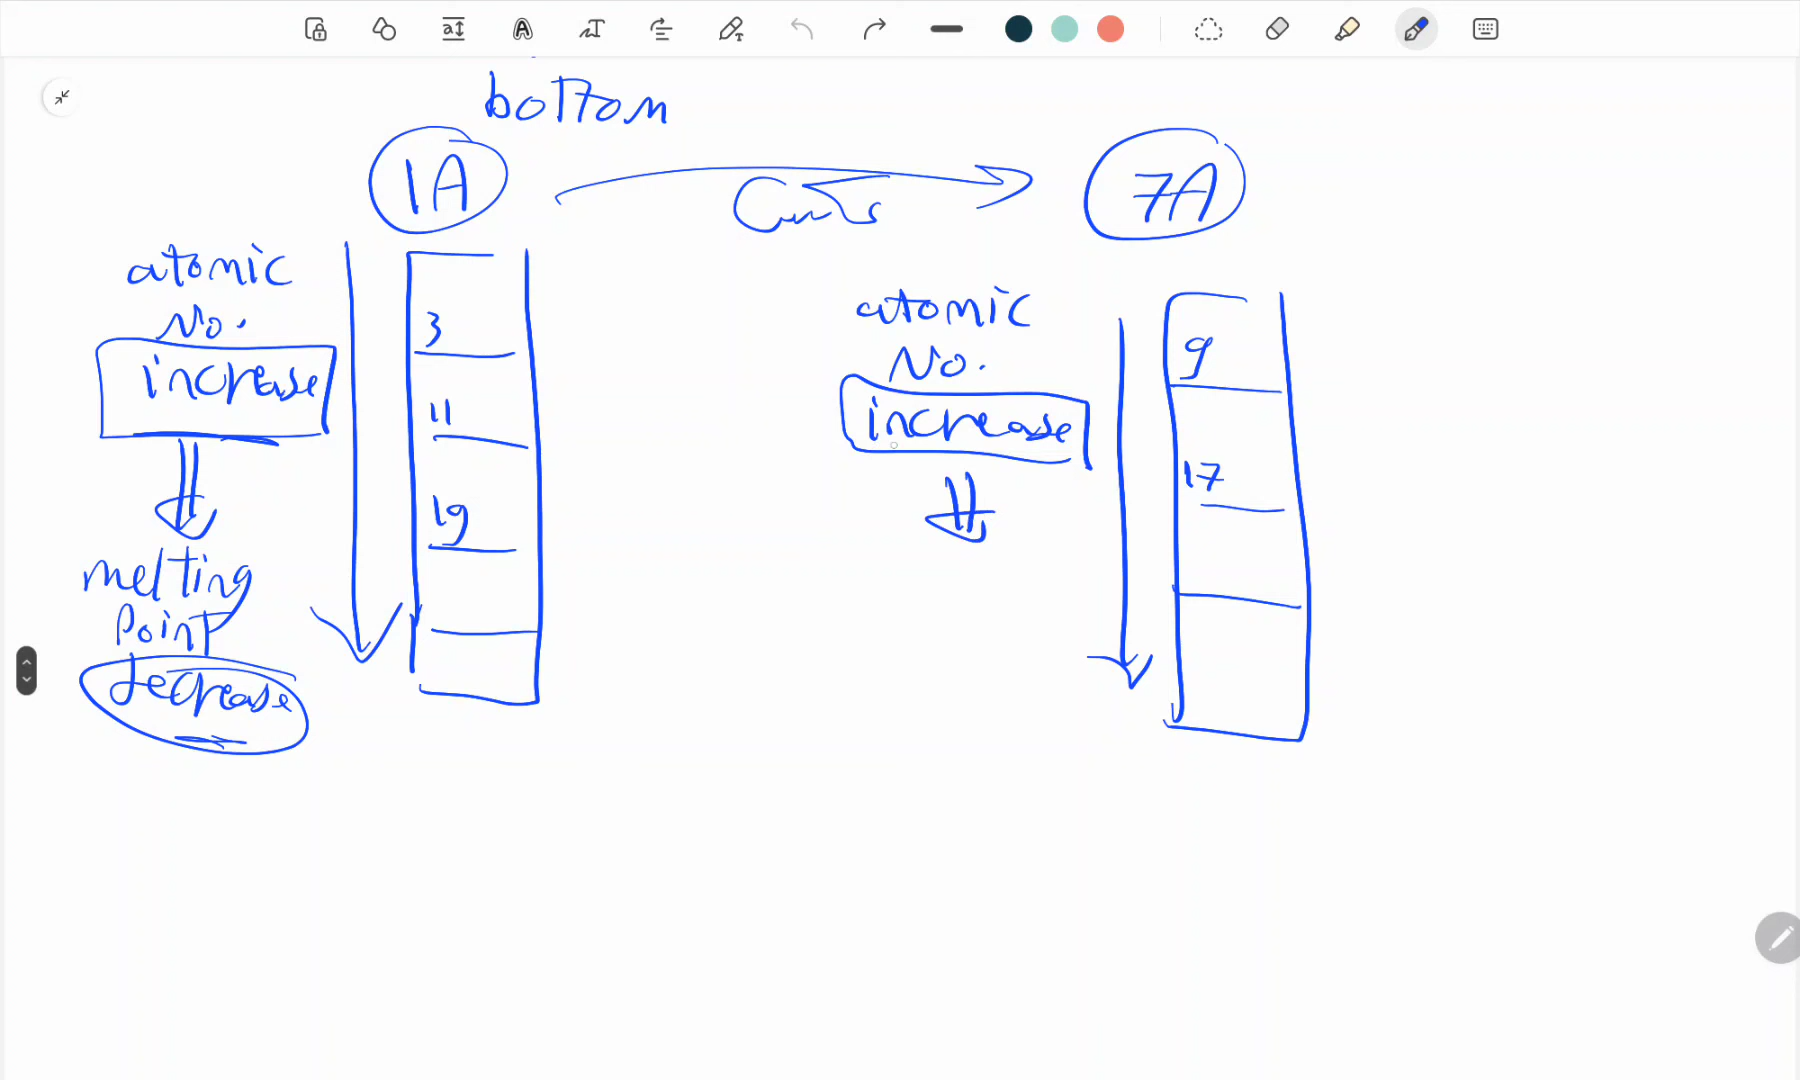 bottom
1A
7A
atomic
No.
increase
melting
Point
decrease
3
11
19
atomic
No.
increase
9
17